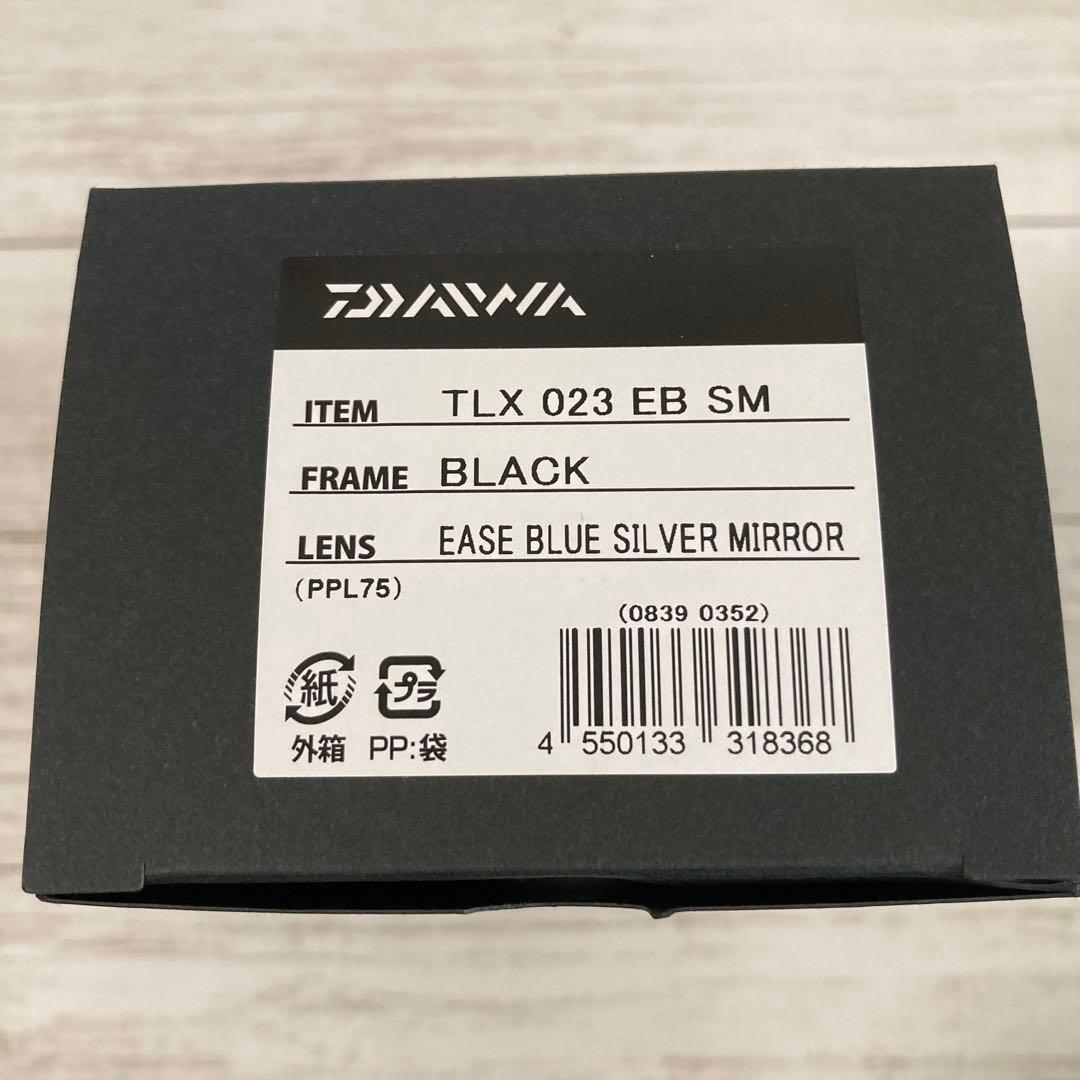 DAIWA
ITEM TLX 023 EB SM
FRAME BLACK
LENS EASE BLUE SILVER MIRROR
(PPL75)
(0839 0352)
紙 プラ
外箱 PP:袋
4 550133 318368